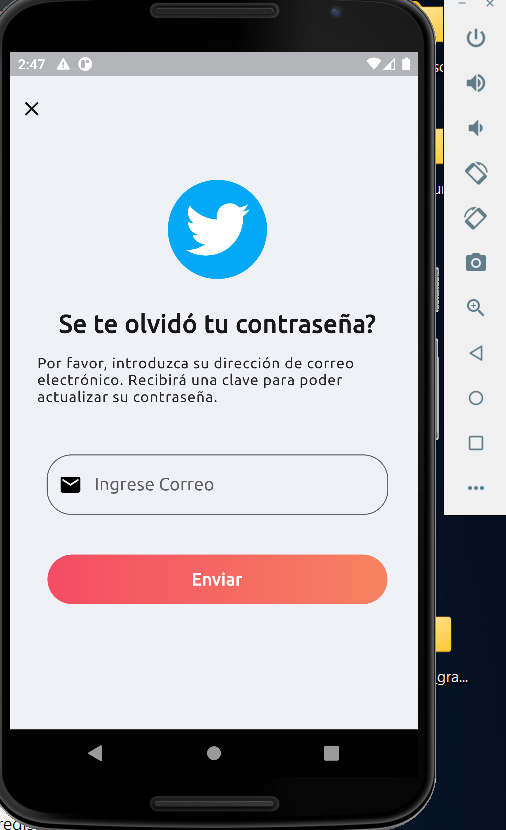 2:47
Se te olvidó tu contraseña?
Por favor, introduzca su dirección de correo
electrónico. Recibirá una clave para poder
actualizar su contraseña.
Ingrese Correo
Enviar
gra...